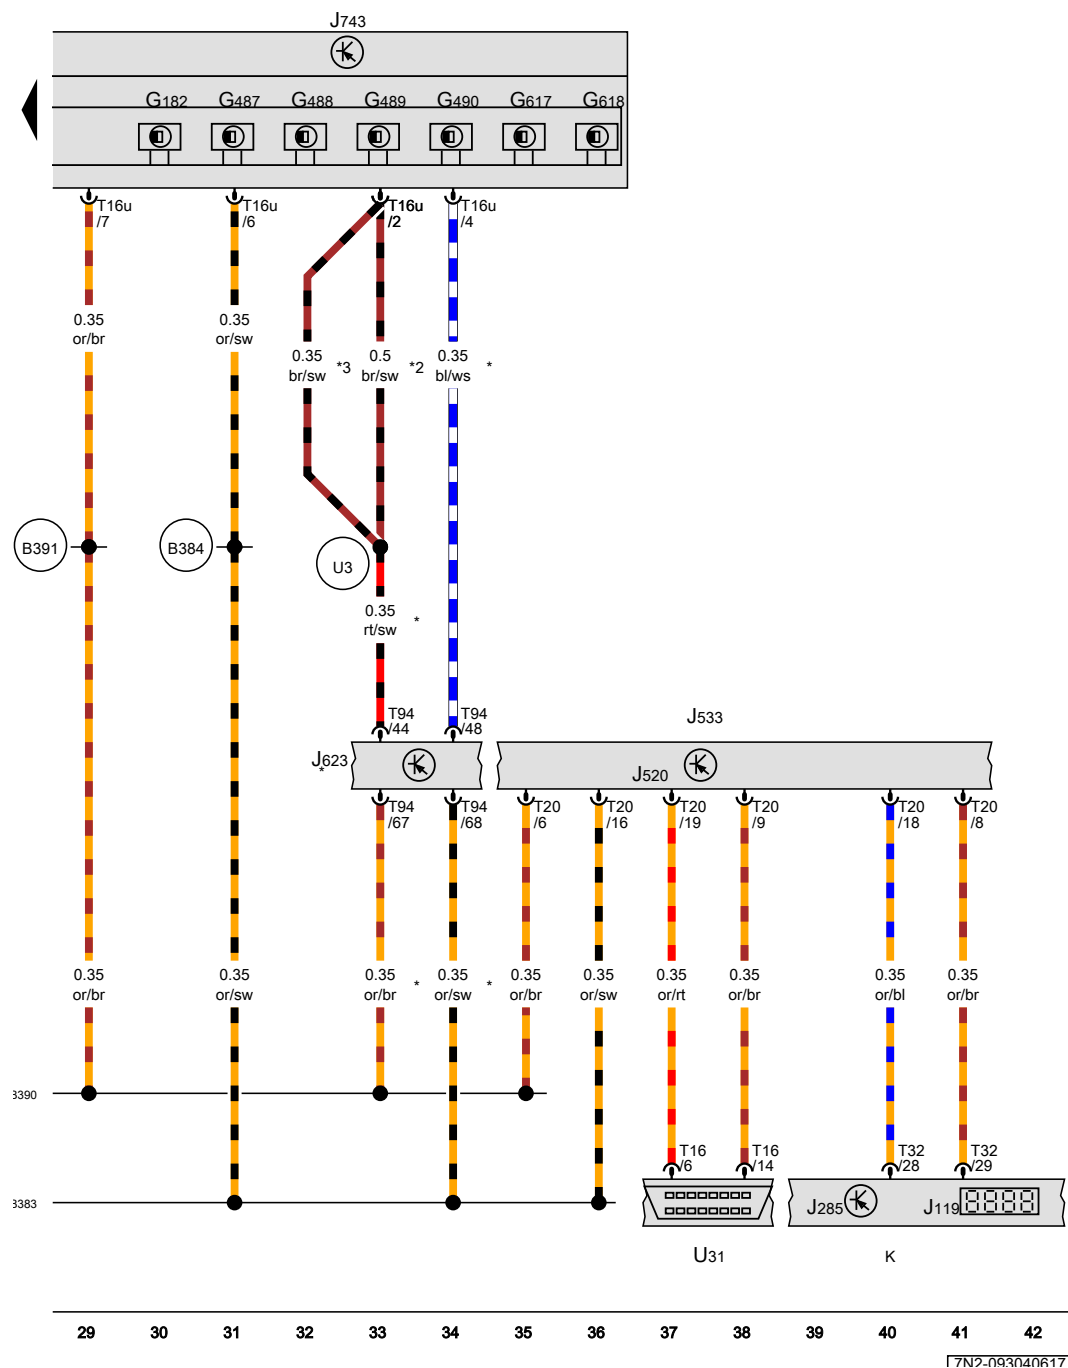 J743
G182 G487 G488 G489 G490 G617 G618
T16u /7
T16u /6
T16u /2
T16u /4
0.35
or/br
0.35
or/sw
0.35
br/sw
*3
0.5
br/sw
*2
0.35
bl/ws
*
B391
B384
U3
0.35
rt/sw
*
T94 /44
T94 /48
J533
J623
*
J520
T94 /67
T94 /68
T20 /6
T20 /16
T20 /19
T20 /9
T20 /18
T20 /8
0.35
or/br
0.35
or/sw
0.35
or/br
*
0.35
or/sw
*
0.35
or/br
0.35
or/sw
0.35
or/rt
0.35
or/br
0.35
or/bl
0.35
or/br
3390
T16 /6
T16 /14
T32 /28
T32 /29
3383
J285
J119
U31
K
29 30 31 32 33 34 35 36 37 38 39 40 41 42
7N2-093040617